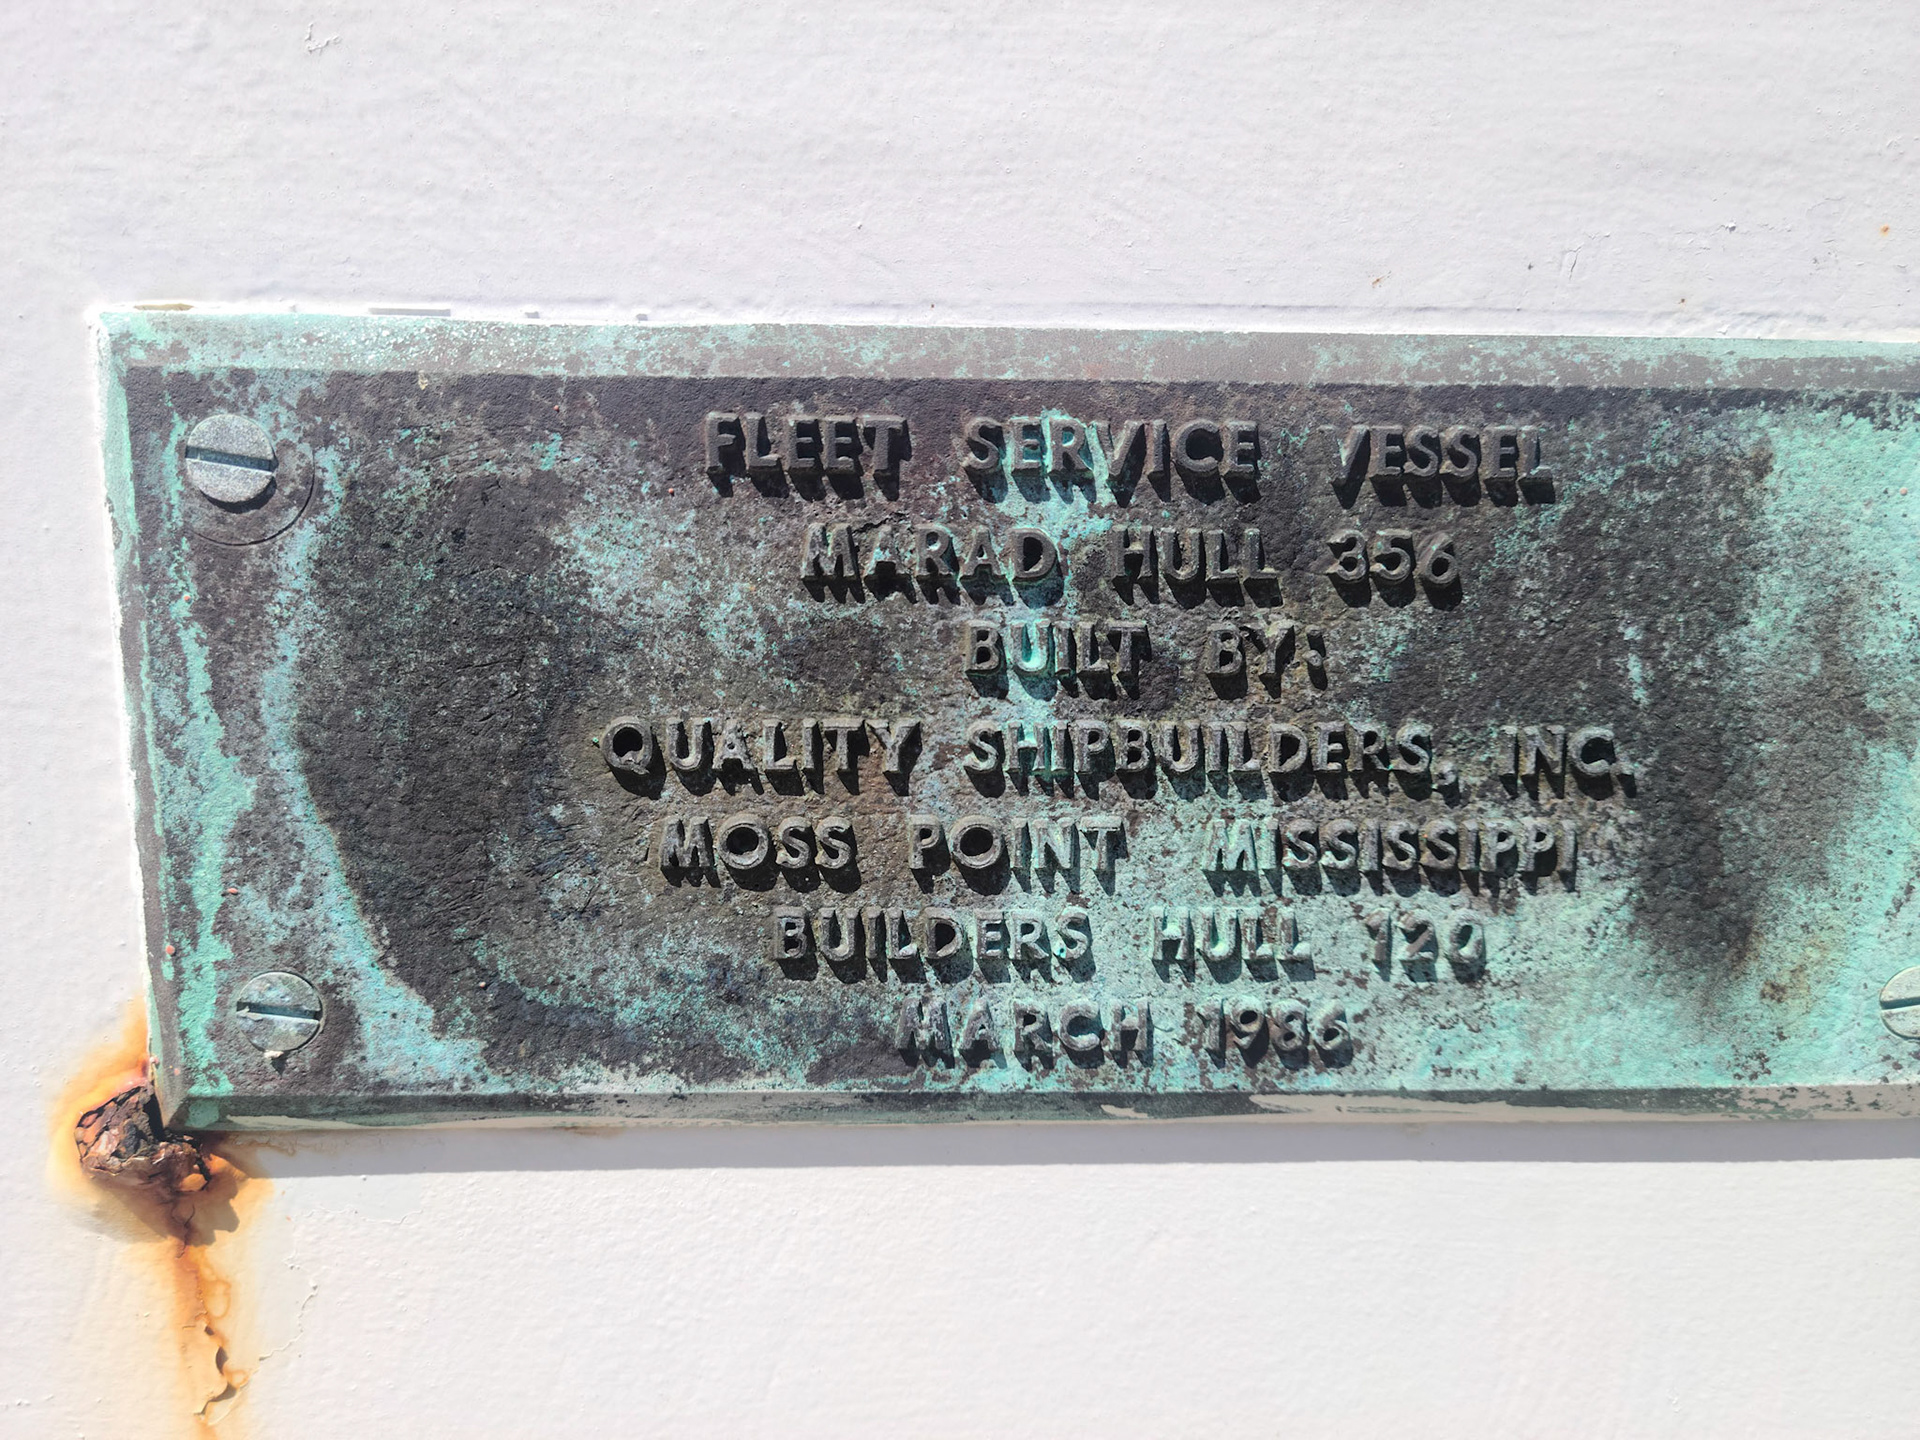 FLEET SERVICE VESSEL
MARAD HULL 356
BUILT BY:
QUALITY SHIPBUILDERS, INC.
MOSS POINT MISSISSIPPI
BUILDERS HULL 120
MARCH 1986